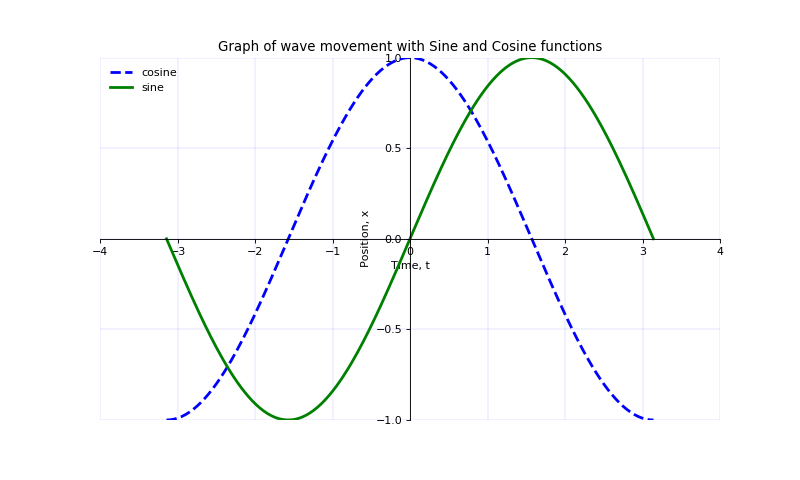 Graph of wave movement with Sine and Cosine functions
cosine
sine
1.0
0.5
0.0
−0.5
−1.0
Position, x
−4 −3 −2 −1 0 1 2 3 4
Time, t